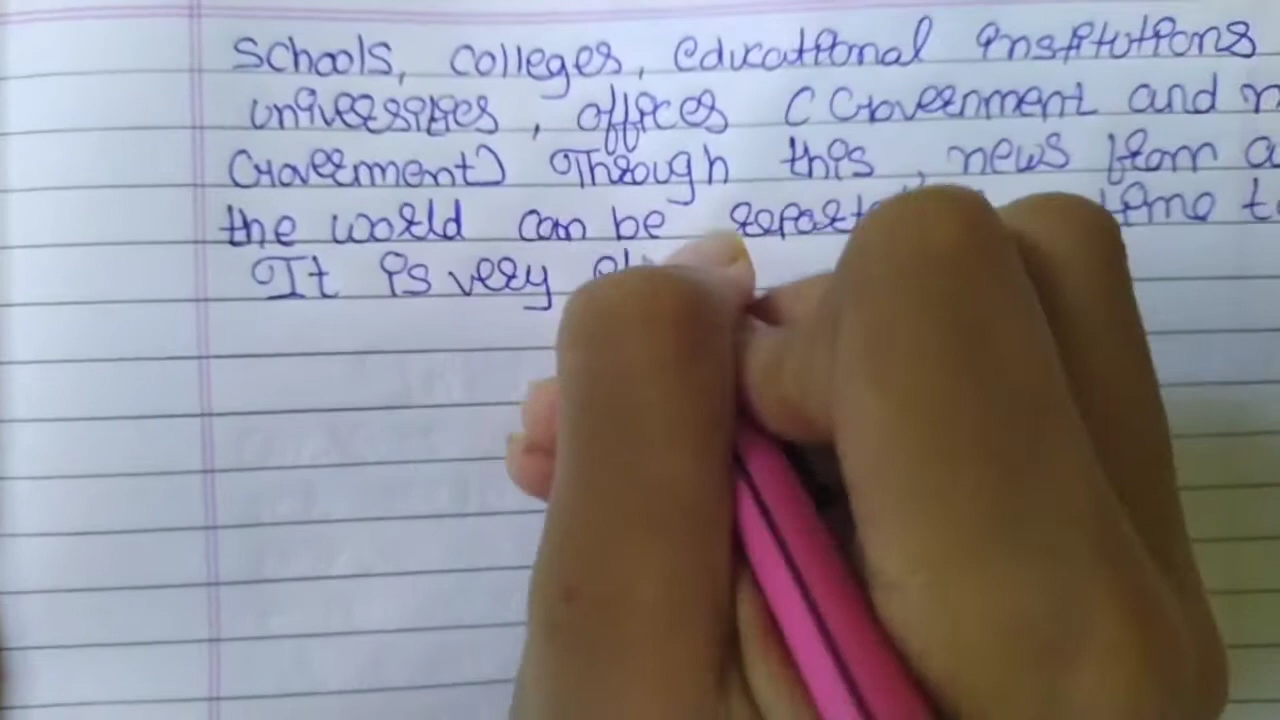 Schools, colleges, educational institutions
universities, offices (Government and
Government) Through this, news from
the world can be time
It is very